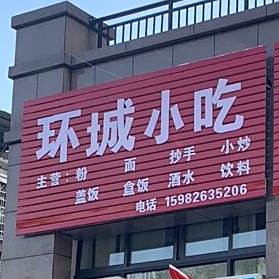 环城小吃
主营：粉 面 抄手 小炒
盖饭 盒饭 酒水 饮料
电话 15982635206